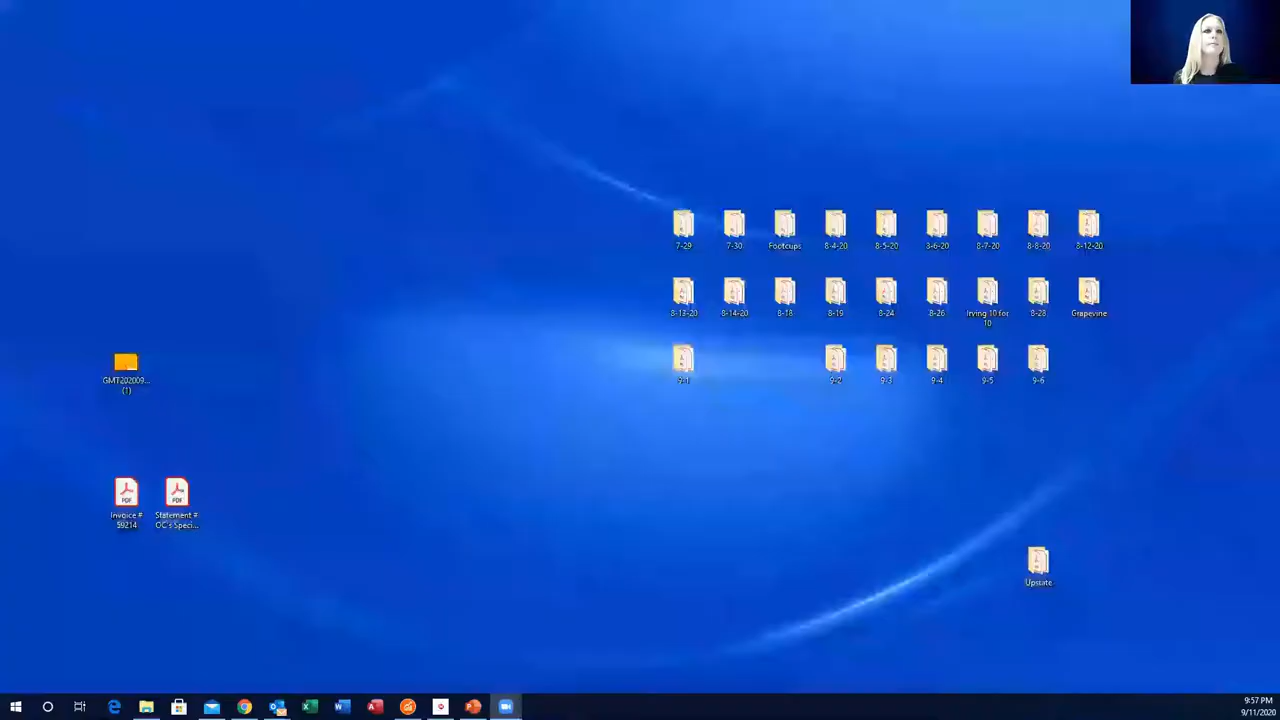 7-29
7-30
Footcups
8-4-20
8-5-20
8-6-20
8-7-20
8-8-20
8-12-20
8-13-20
8-14-20
8-18
8-19
8-24
8-26
Irving 10 for
10
8-28
Grapevine
GMT202009...
(1)
9-1
9-2
9-3
9-4
9-5
9-6
PDF
Invoice #
59214
PDF
Statement #
OC's Speci...
Upstate
9:57 PM
9/11/2020